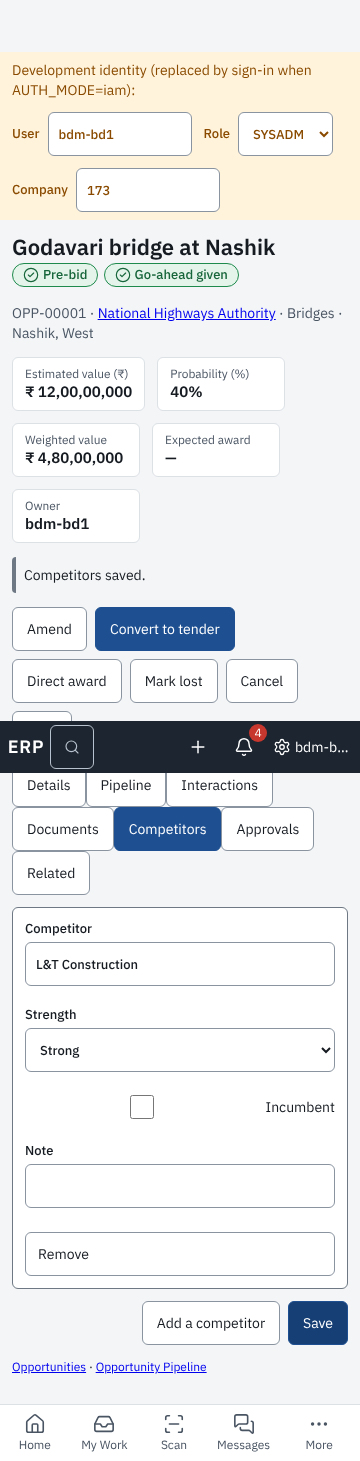 Development identity (replaced by sign-in when
AUTH_MODE=iam):
User bdm-bd1 Role SYSADM
Company 173
Godavari bridge at Nashik
Pre-bid Go-ahead given
OPP-00001 · National Highways Authority · Bridges ·
Nashik, West
Estimated value (₹) Probability (%)
₹ 12,00,00,000 40%
Weighted value Expected award
₹ 4,80,00,000 —
Owner
bdm-bd1
Competitors saved.
Amend Convert to tender
Direct award Mark lost Cancel
ERP 4 bdm-b...
Details Pipeline Interactions
Documents Competitors Approvals
Related
Competitor
L&T Construction
Strength
Strong
Incumbent
Note
Remove
Add a competitor Save
Opportunities · Opportunity Pipeline
Home My Work Scan Messages More